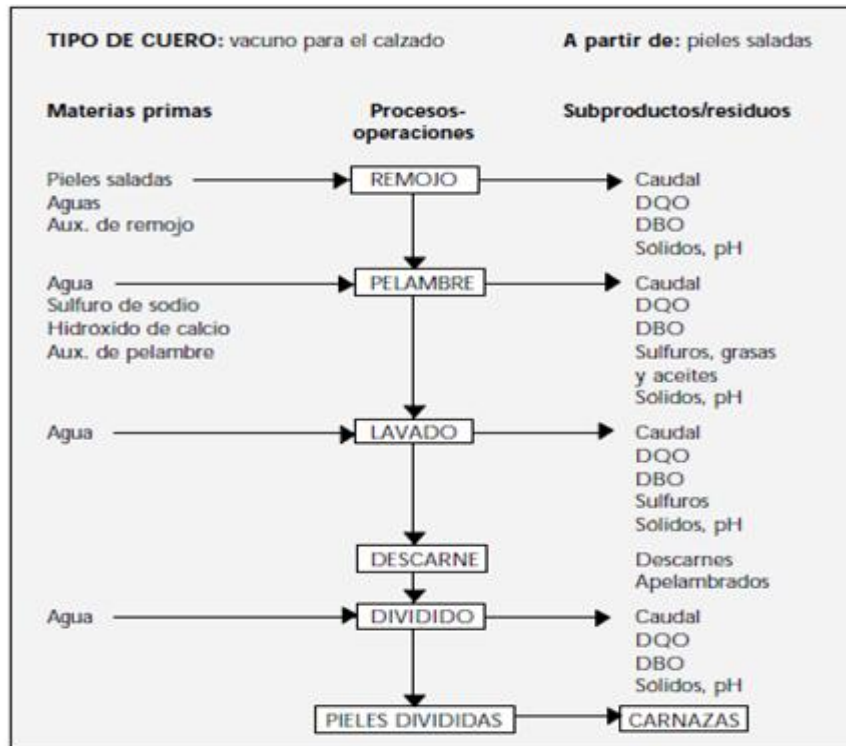 TIPO DE CUERO: vacuno para el calzado
A partir de: pieles saladas
Materias primas
Procesos-
operaciones
Subproductos/residuos
Pieles saladas
Aguas
Aux. de remojo
REMOJO
Caudal
DQO
DBO
Sólidos, pH
Agua
Sulfuro de sodio
Hidróxido de calcio
Aux. de pelambre
PELAMBRE
Caudal
DQO
DBO
Sulfuros, grasas
y aceites
Sólidos, pH
Agua
LAVADO
Caudal
DQO
DBO
Sulfuros
Sólidos, pH
DESCARNE
Descarnes
Apelambrados
Agua
DIVIDIDO
Caudal
DQO
DBO
Sólidos, pH
PIELES DIVIDIDAS
CARNAZAS